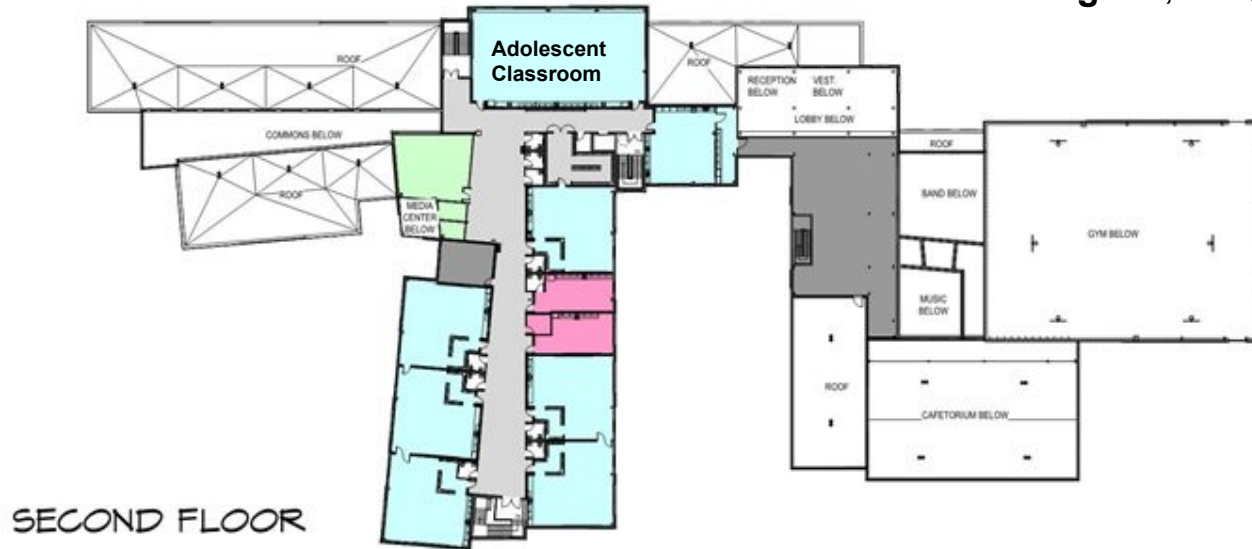 Adolescent
Classroom
ROOF
ROOF
RECEPTION
BELOW
VEST.
BELOW
LOBBY BELOW
COMMONS BELOW
ROOF
ROOF
MEDIA
CENTER
BELOW
BAND BELOW
GYM BELOW
MUSIC
BELOW
ROOF
CAFETORIUM BELOW
SECOND FLOOR